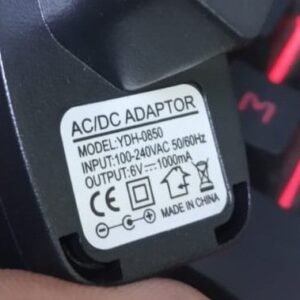 AC/DC ADAPTOR
MODEL:YDH-0850
INPUT:100-240VAC 50/60Hz
OUTPUT:6V⎓1000mA
CE
- +
MADE IN CHINA
M